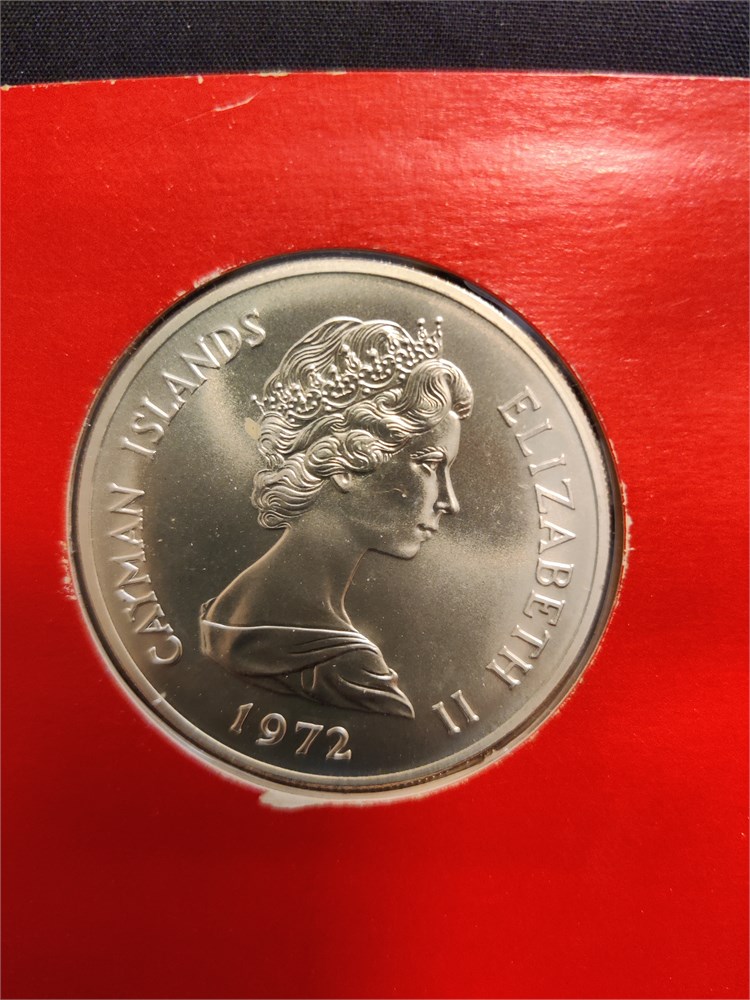 CAYMAN ISLANDS
ELIZABETH II
1972